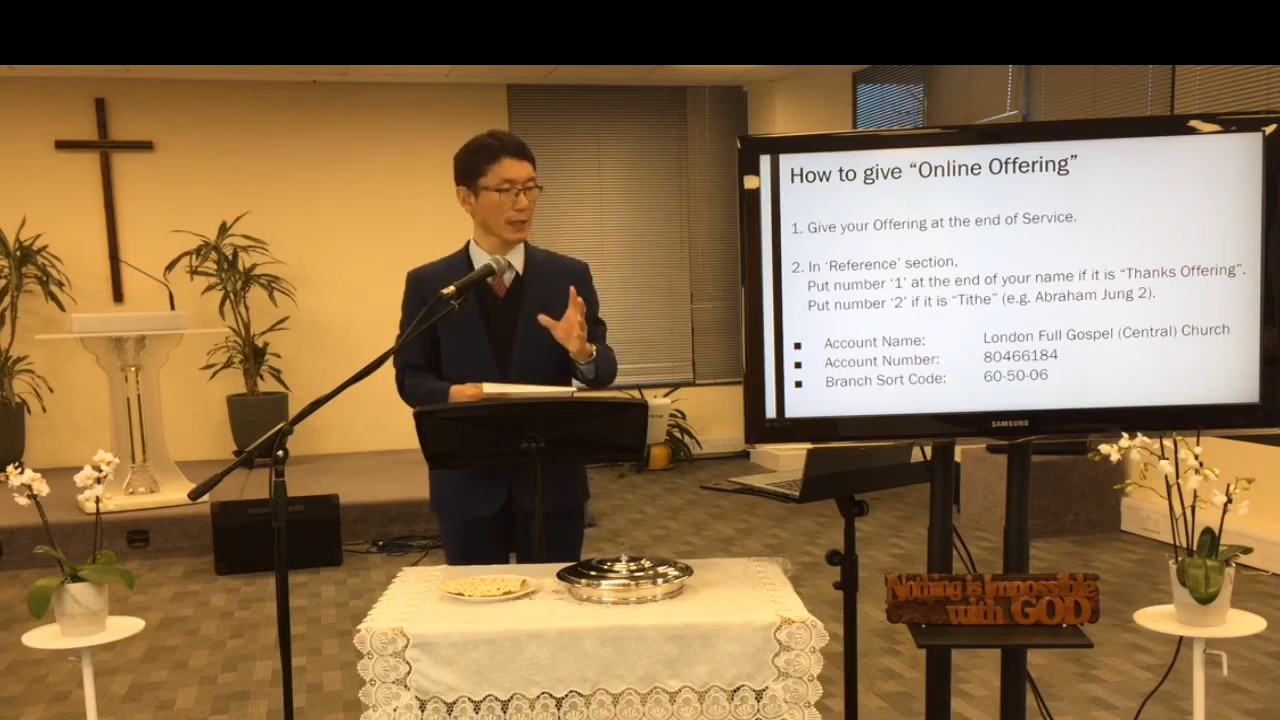 How to give “Online Offering”
1. Give your Offering at the end of Service.
2. In ‘Reference’ section,
Put number ‘1’ at the end of your name if it is “Thanks Offering”.
Put number ‘2’ if it is “Tithe” (e.g. Abraham Jung 2).
Account Name: London Full Gospel (Central) Church
Account Number: 80466184
Branch Sort Code: 60-50-06
SAMSUNG
Nothing is Impossible
with GOD